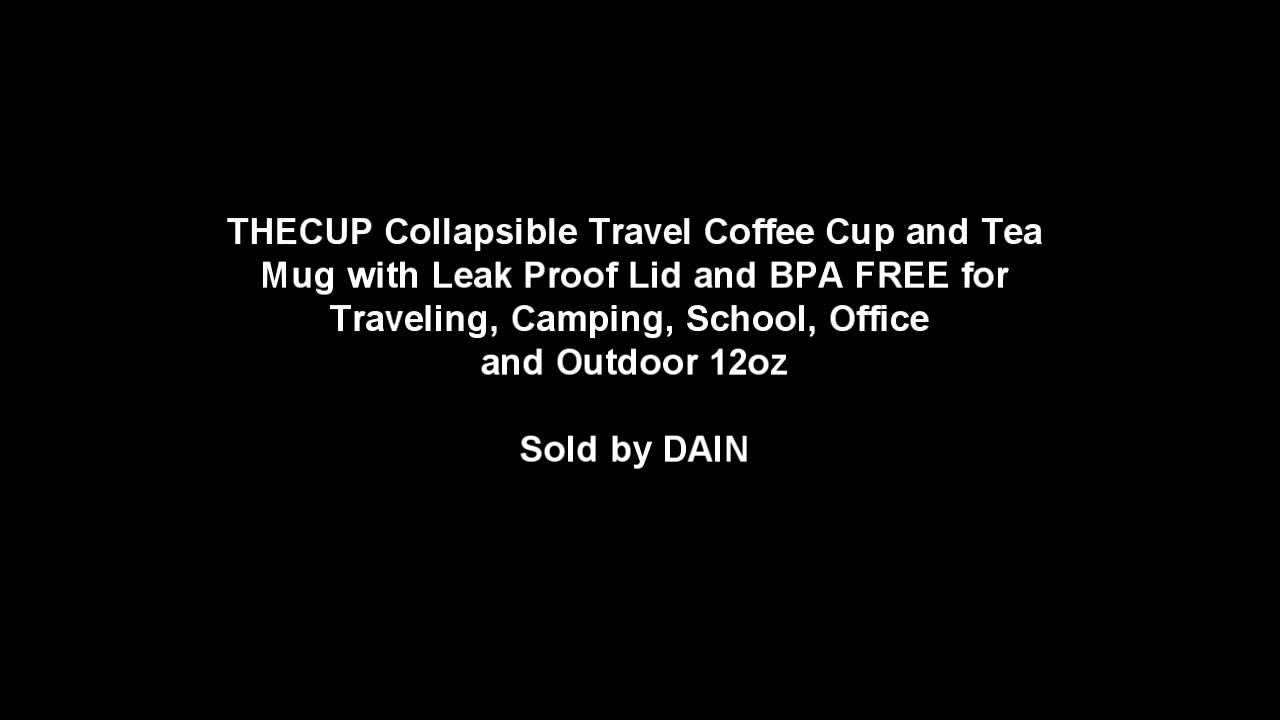 THECUP Collapsible Travel Coffee Cup and Tea
Mug with Leak Proof Lid and BPA FREE for
Traveling, Camping, School, Office
and Outdoor 12oz
Sold by DAIN